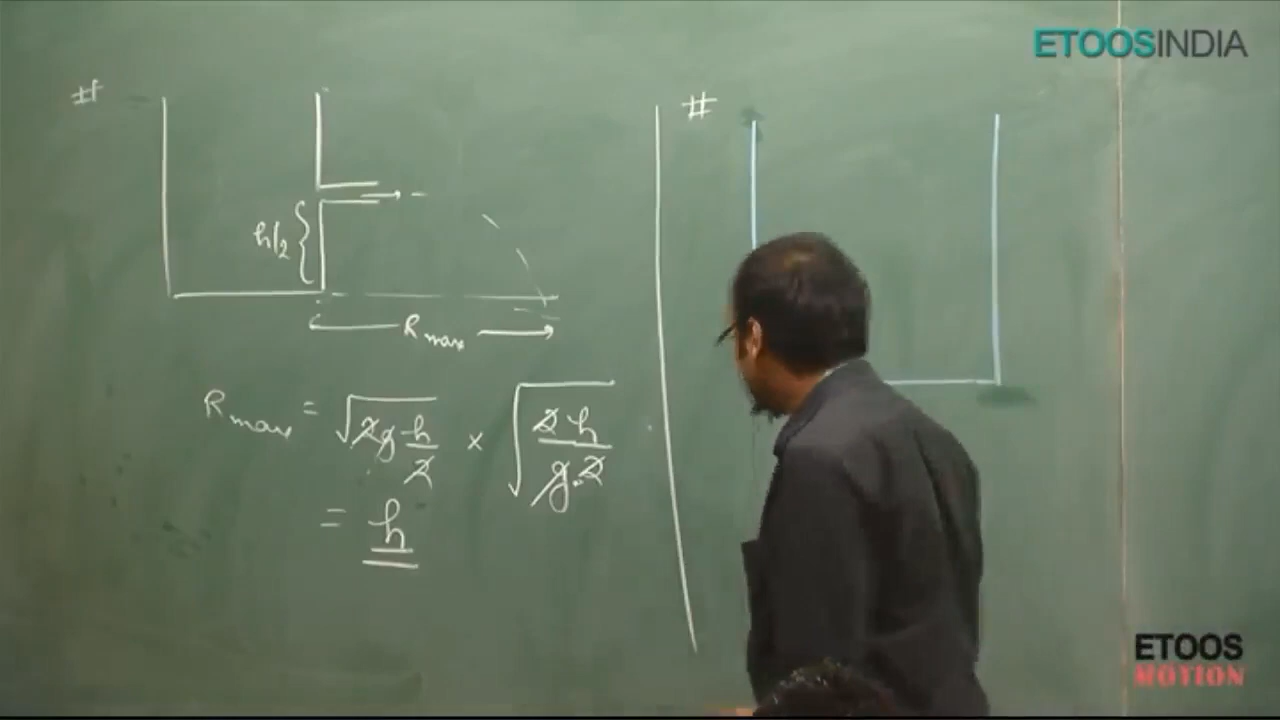 ETOOSINDIA
#
#
h/2
R max
R max = √2g h/2 × √2h/g.2
= h
ETOOS
MOTION